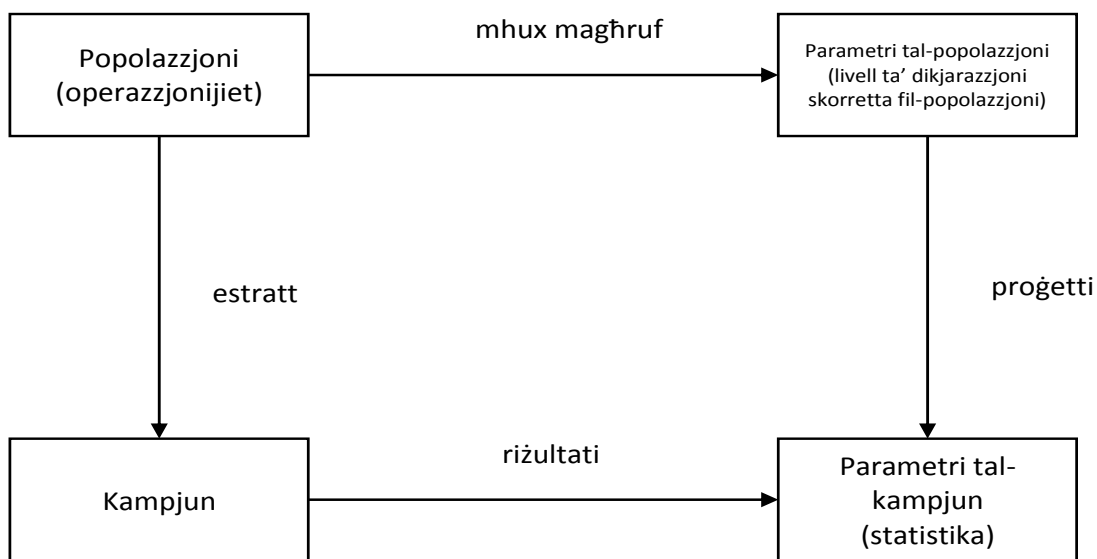 mhux magħruf
Popolazzjoni
(operazzjonijiet)
Parametri tal-popolazzjoni
(livell ta’ dikjarazzjoni
skorretta fil-popolazzjoni)
estratt
proġetti
riżultati
Kampjun
Parametri tal-
kampjun
(statistika)